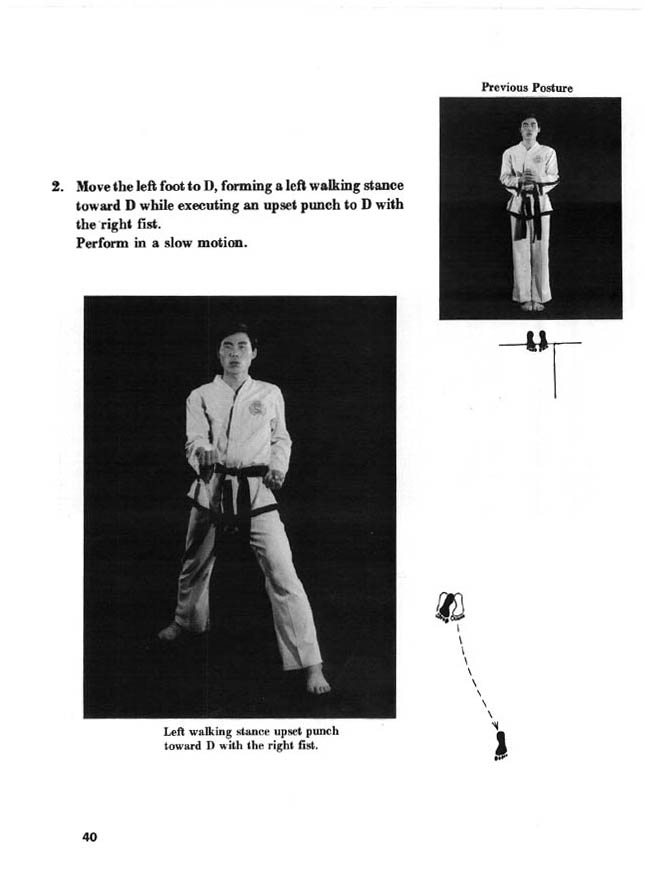 Previous Posture
2. Move the left foot to D, forming a left walking stance
toward D while executing an upset punch to D with
the right fist.
Perform in a slow motion.
Left walking stance upset punch
toward D with the right fist.
40